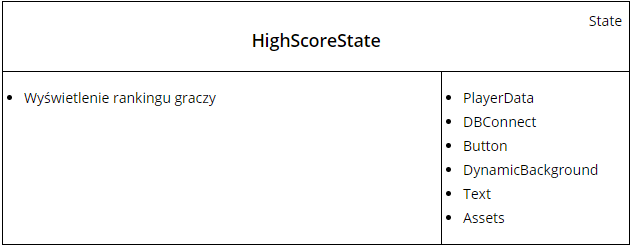 State
HighScoreState
Wyświetlenie rankingu graczy
PlayerData
DBConnect
Button
DynamicBackground
Text
Assets